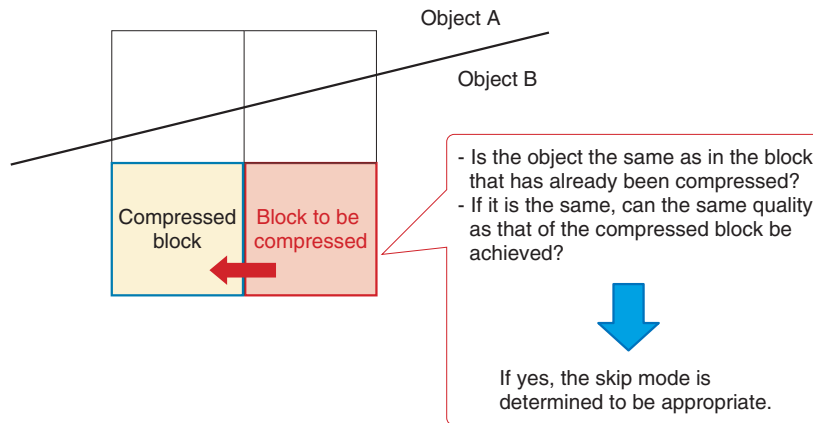 Object A
Object B
Compressed
block
Block to be
compressed
- Is the object the same as in the block
that has already been compressed?
- If it is the same, can the same quality
as that of the compressed block be
achieved?
If yes, the skip mode is
determined to be appropriate.